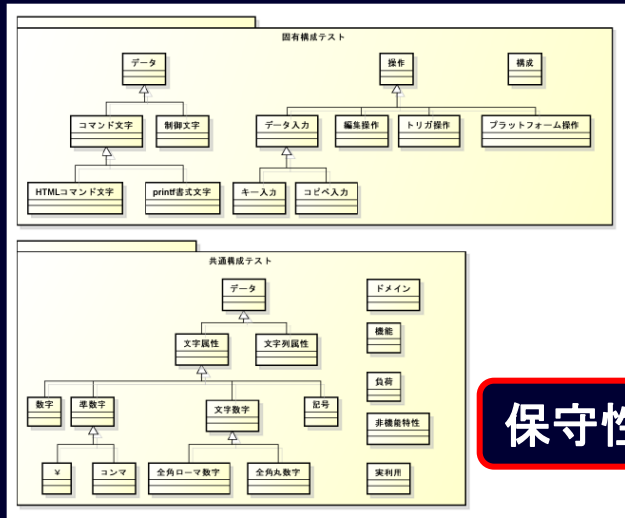 固有構成テスト
データ
操作
構成
コマンド文字
制御文字
データ入力
編集操作
トリガ操作
プラットフォーム操作
HTMLコマンド文字
printf書式文字
キー入力
コピペ入力
共通構成テスト
データ
ドメイン
文字属性
文字列属性
機能
負荷
数字
準数字
文字数字
記号
非機能特性
¥
コンマ
全角ローマ数字
全角丸数字
実利用
保守性